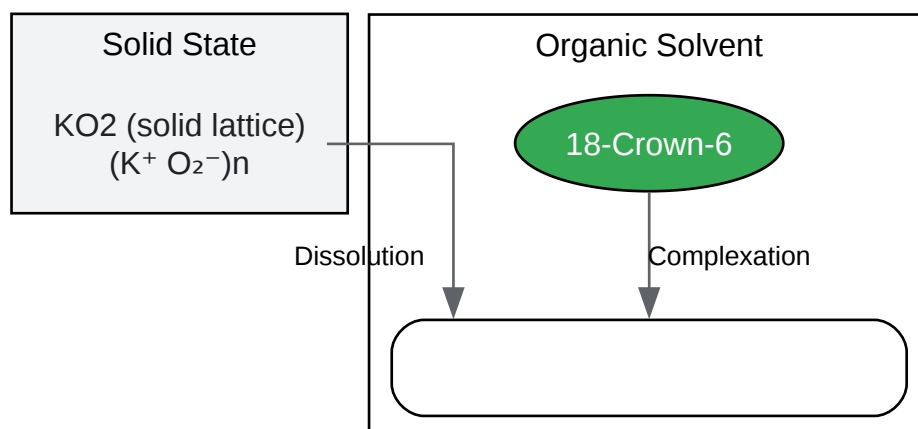 Solid State
KO2 (solid lattice)
(K⁺ O₂⁻)n
Organic Solvent
18-Crown-6
Dissolution
Complexation